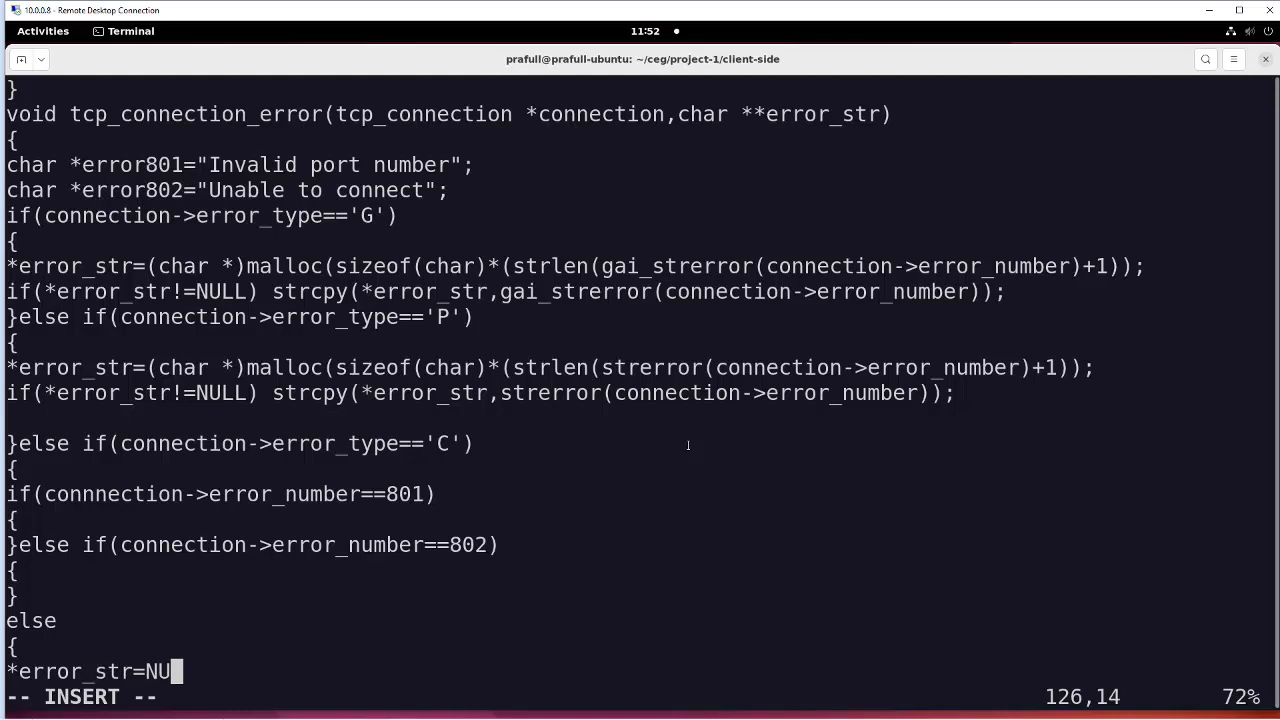 10.0.0.8 - Remote Desktop Connection
Activities
Terminal
11:52
prafull@prafull-ubuntu: ~/ceg/project-1/client-side
}
void tcp_connection_error(tcp_connection *connection,char **error_str)
{
char *error801="Invalid port number";
char *error802="Unable to connect";
if(connection->error_type=='G')
{
*error_str=(char *)malloc(sizeof(char)*(strlen(gai_strerror(connection->error_number)+1));
if(*error_str!=NULL) strcpy(*error_str,gai_strerror(connection->error_number));
}else if(connection->error_type=='P')
{
*error_str=(char *)malloc(sizeof(char)*(strlen(strerror(connection->error_number)+1));
if(*error_str!=NULL) strcpy(*error_str,strerror(connection->error_number));
}else if(connection->error_type=='C')
{
if(connnection->error_number==801)
{
}else if(connection->error_number==802)
{
}
else
{
*error_str=NU
-- INSERT --
126,14
72%